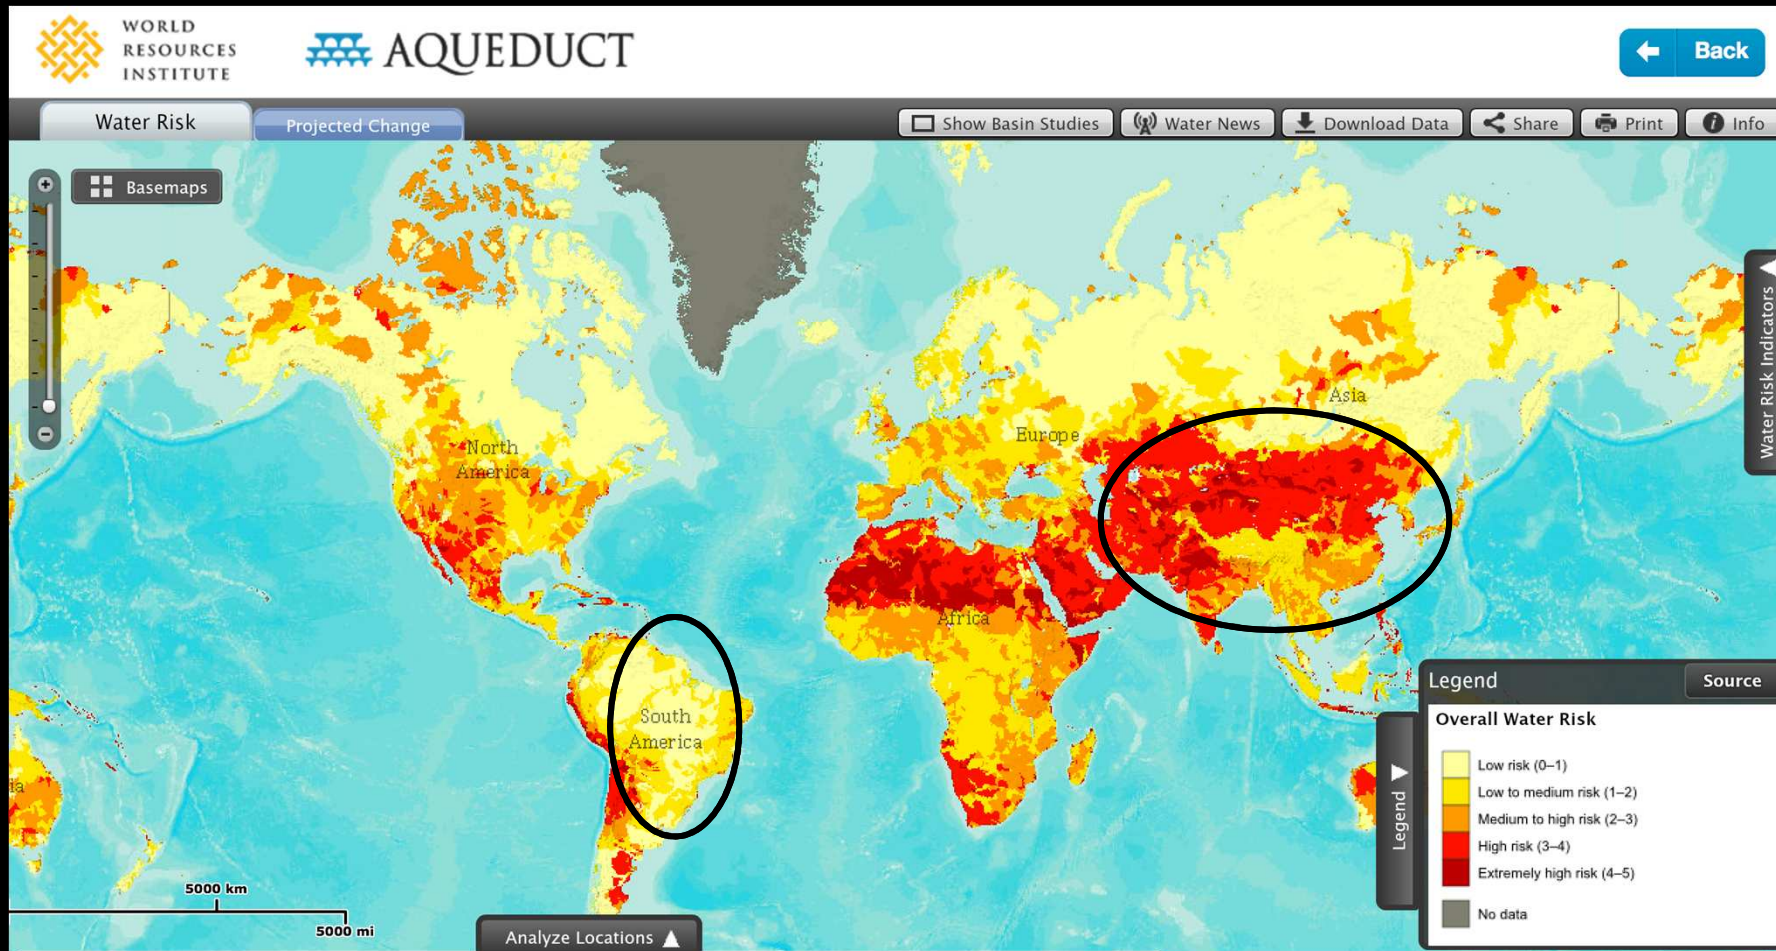 WORLD
RESOURCES
INSTITUTE
AQUEDUCT
Back
Water Risk
Projected Change
Show Basin Studies
Water News
Download Data
Share
Print
Info
Basemaps
Water Risk Indicators
Asia
Europe
North
America
Africa
South
America
ia
Legend
Source
Overall Water Risk
Low risk (0–1)
Low to medium risk (1–2)
Medium to high risk (2–3)
High risk (3–4)
Extremely high risk (4–5)
No data
Legend
5000 km
5000 mi
Analyze Locations